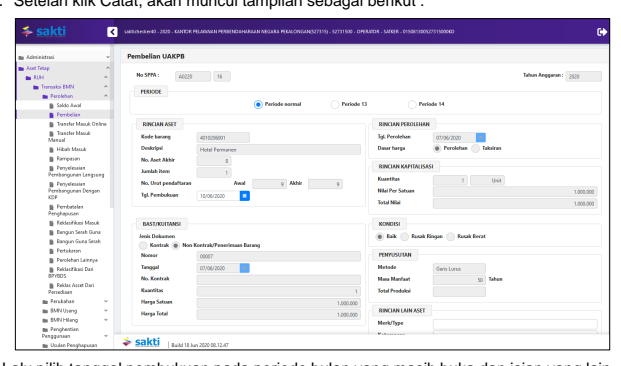 Setelah klik Catat, akan muncul tampilan sebagai berikut :
sakti
saktichecker40 - 2020 - KANTOR PELAYANAN PERBENDAHARAAN NEGARA PEKALONGAN(527315) - 52731500 - OPERATOR - SATKER - 015081300527315000KD
Administrasi
Aset Tetap
RUH
Transaksi BMN
Perolehan
Saldo Awal
Pembelian
Transfer Masuk Online
Transfer Masuk
Manual
Hibah Masuk
Rampasan
Penyelesaian
Pembangunan Langsung
Penyelesaian
Pembangunan Dengan
KDP
Pembatalan
Penghapusan
Reklasifikasi Masuk
Bangun Serah Guna
Bangun Guna Serah
Pertukaran
Perolehan Lainnya
Reklasifikasi Dari
BPYBDS
Reklas Asset Dari
Persediaan
Perubahan
BMN Usang
BMN Hilang
Penghentian
Penggunaan
Usulan Penghapusan
Pembelian UAKPB
No SPPA : A0220 16
Tahun Anggaran : 2020
PERIODE
Periode normal Periode 13 Periode 14
RINCIAN ASET
Kode barang 4010206001
Deskripsi Hotel Permanen
No. Aset Akhir 8
Jumlah item 1
No. Urut pendaftaran Awal 9 Akhir 9
Tgl. Pembukuan 10/06/2020
BAST/KUITANSI
Jenis Dokumen
Kontrak Non Kontrak/Penerimaan Barang
Nomor 00007
Tanggal 07/06/2020
No. Kontrak
Kuantitas 1
Harga Satuan 1.000.000
Harga Total 1.000.000
RINCIAN PEROLEHAN
Tgl. Perolehan 07/06/2020
Dasar harga Perolehan Taksiran
RINCIAN KAPITALISASI
Kuantitas 1 Unit
Nilai Per Satuan 1.000.000
Total Nilai 1.000.000
KONDISI
Baik Rusak Ringan Rusak Berat
PENYUSUTAN
Metode Garis Lurus
Masa Manfaat 50 Tahun
Total Produksi
RINCIAN LAIN ASET
Merk/Type
sakti Build 18 Jun 2020 08.12.47
Lalu pilih tanggal pembukuan pada periode bulan yang masih buka dan isian yang lain